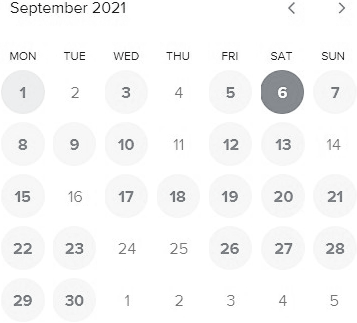 September 2021
MON TUE WED THU FRI SAT SUN
1 2 3 4 5 6 7
8 9 10 11 12 13 14
15 16 17 18 19 20 21
22 23 24 25 26 27 28
29 30 1 2 3 4 5